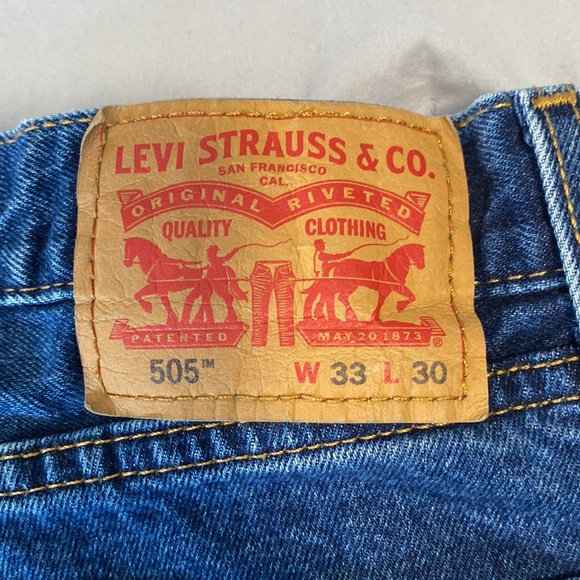 LEVI STRAUSS & CO.
SAN FRANCISCO
CAL.
ORIGINAL RIVETED
QUALITY CLOTHING
PATENTED MAY 20 1873 ®
505™ W 33 L 30